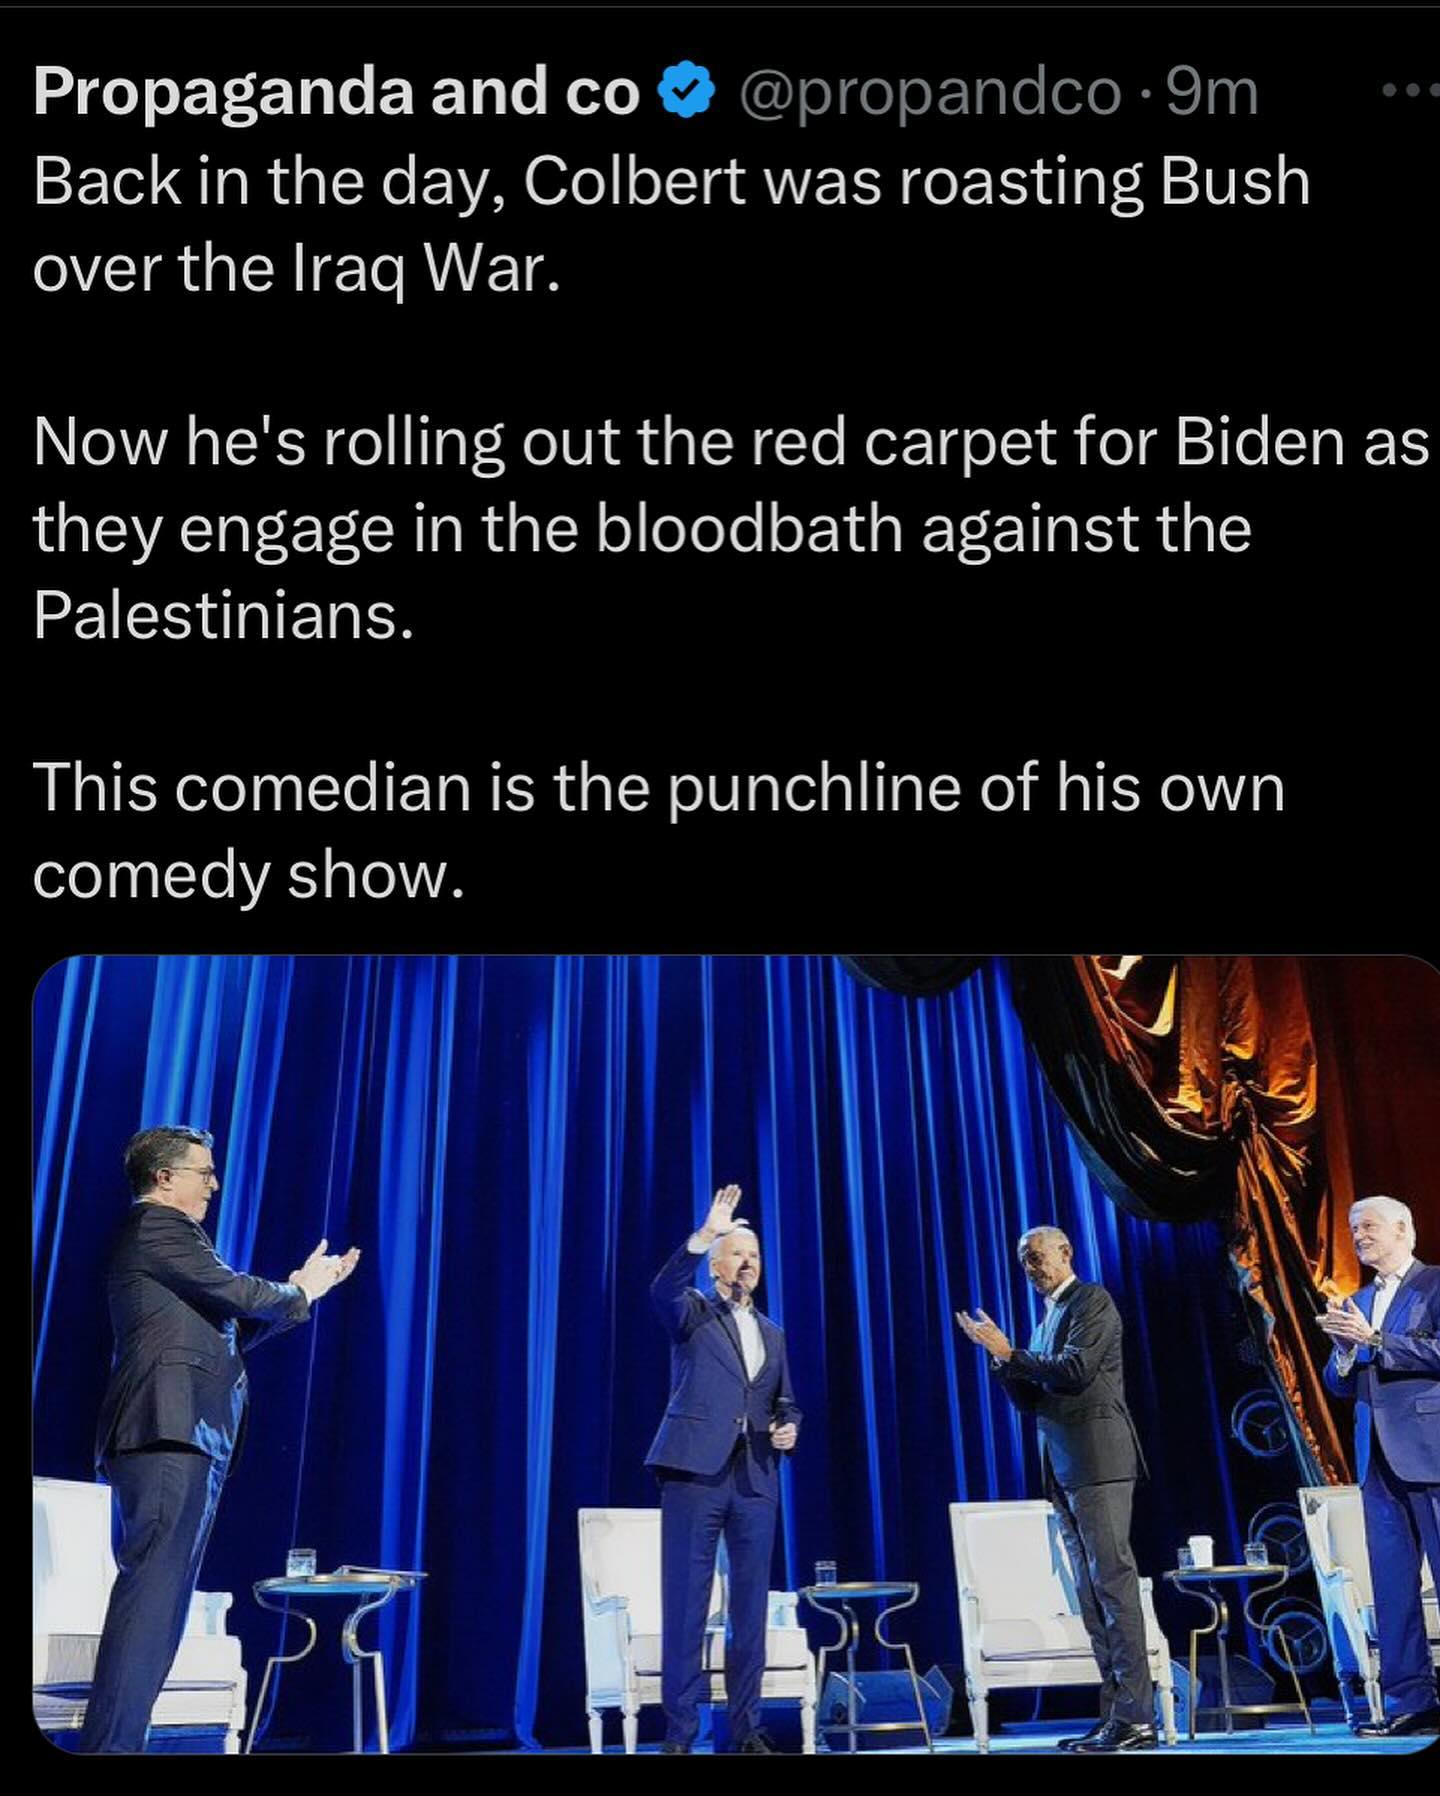 Propaganda and co @propandco · 9m
Back in the day, Colbert was roasting Bush
over the Iraq War.
Now he's rolling out the red carpet for Biden as
they engage in the bloodbath against the
Palestinians.
This comedian is the punchline of his own
comedy show.